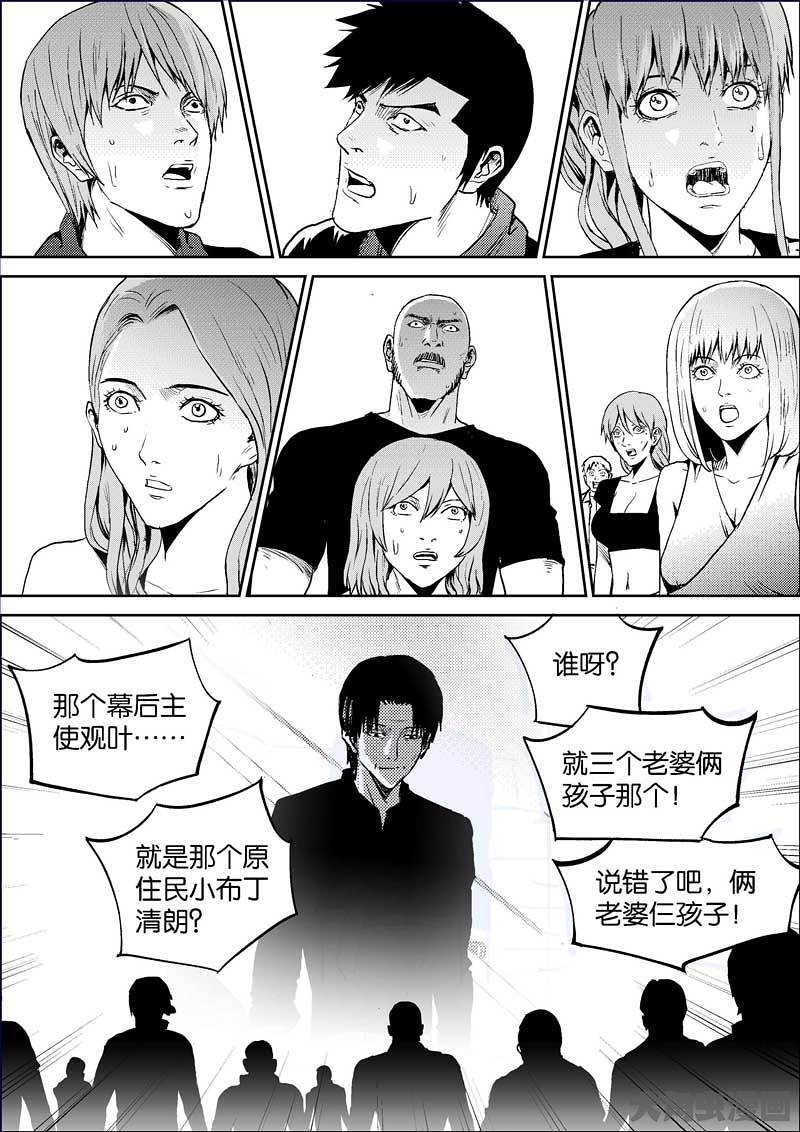 那个幕后主
使观叶……
就是那个原
住民小布丁
清朗？
谁呀？
就三个老婆俩
孩子那个！
说错了吧，俩
老婆仨孩子！